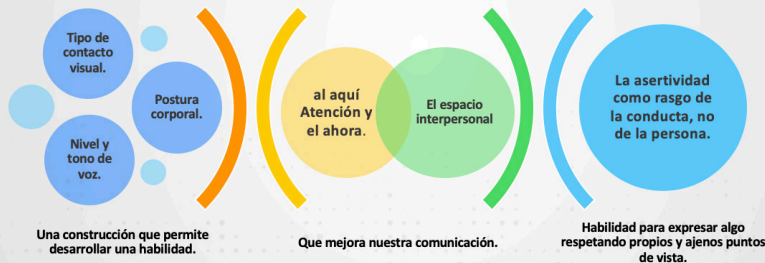 Tipo de
contacto
visual.
Postura
corporal.
Nivel y
tono de
voz.
Una construcción que permite
desarrollar una habilidad.
al aquí
Atención y
el ahora.
El espacio
interpersonal
Que mejora nuestra comunicación.
La asertividad
como rasgo de
la conducta, no
de la persona.
Habilidad para expresar algo
respetando propios y ajenos puntos
de vista.